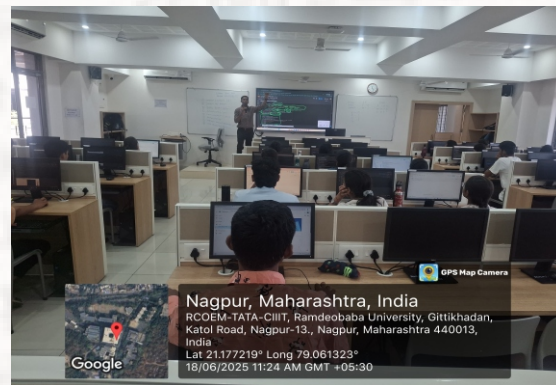 GPS Map Camera
Nagpur, Maharashtra, India
RCOEM-TATA-CIIIT, Ramdeobaba University, Gittikhadan,
Katol Road, Nagpur-13., Nagpur, Maharashtra 440013,
India
Lat 21.177219° Long 79.061323°
18/06/2025 11:24 AM GMT +05:30
Google